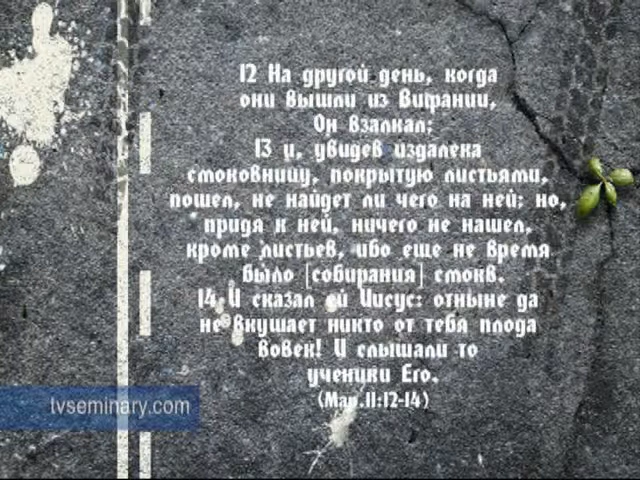 12 На другой день, когда
они вышли из Вифании,
Он взалкал;
13 и, увидев издалека
смоковницу, покрытую листьями,
пошел, не найдет ли чего на ней; но,
придя к ней, ничего не нашел,
кроме листьев, ибо еще не время
было [собирания] смокв.
14 И сказал ей Иисус: отныне да
не вкушает никто от тебя плода
вовек! И слышали то
ученики Его.
(Мар.11:12-14)
tvseminary.com